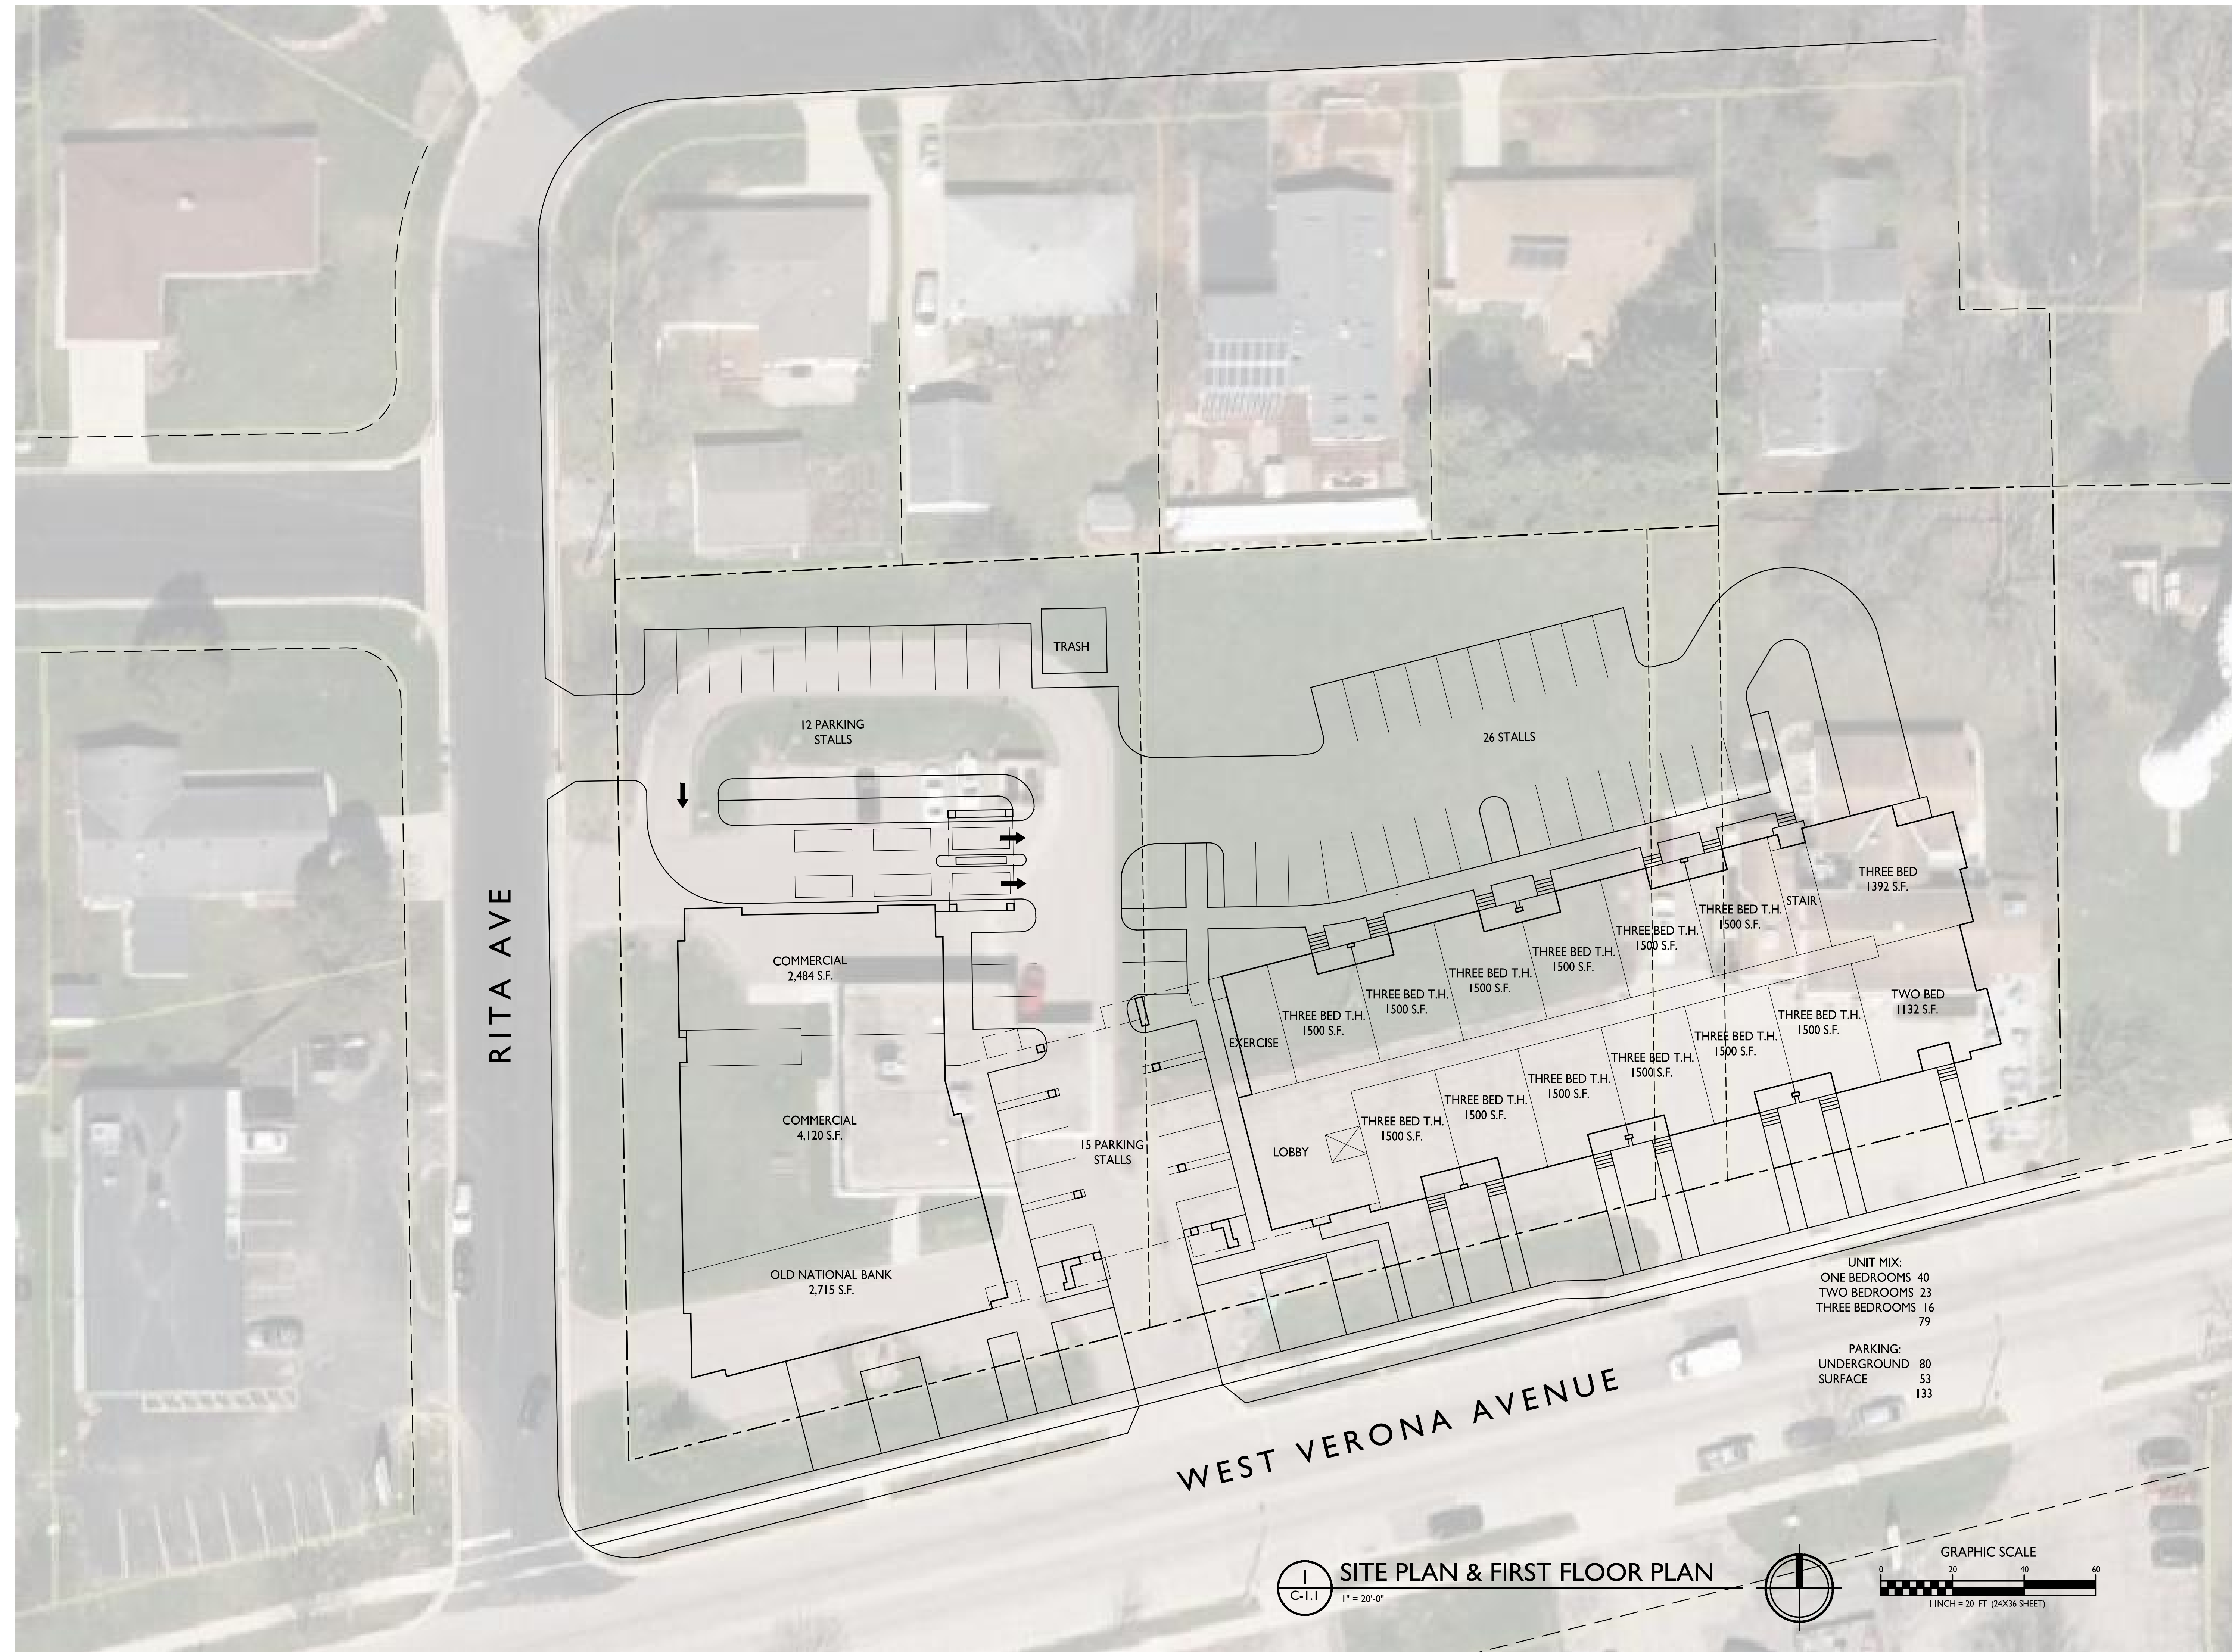 TRASH
12 PARKING
STALLS
26 STALLS
RITA AVE
COMMERCIAL
2,484 S.F.
COMMERCIAL
4,120 S.F.
OLD NATIONAL BANK
2,715 S.F.
15 PARKING
STALLS
EXERCISE
LOBBY
THREE BED T.H.
1500 S.F.
THREE BED T.H.
1500 S.F.
THREE BED T.H.
1500 S.F.
THREE BED T.H.
1500 S.F.
THREE BED T.H.
1500 S.F.
THREE BED T.H.
1500 S.F.
STAIR
THREE BED
1392 S.F.
THREE BED T.H.
1500 S.F.
THREE BED T.H.
1500 S.F.
THREE BED T.H.
1500 S.F.
THREE BED T.H.
1500 S.F.
THREE BED T.H.
1500 S.F.
THREE BED T.H.
1500 S.F.
TWO BED
1132 S.F.
UNIT MIX:
ONE BEDROOMS 40
TWO BEDROOMS 23
THREE BEDROOMS 16
79
PARKING:
UNDERGROUND 80
SURFACE 53
133
WEST VERONA AVENUE
1
C-1.1
SITE PLAN & FIRST FLOOR PLAN
1" = 20'-0"
GRAPHIC SCALE
0 20 40 60
1 INCH = 20 FT (24X36 SHEET)